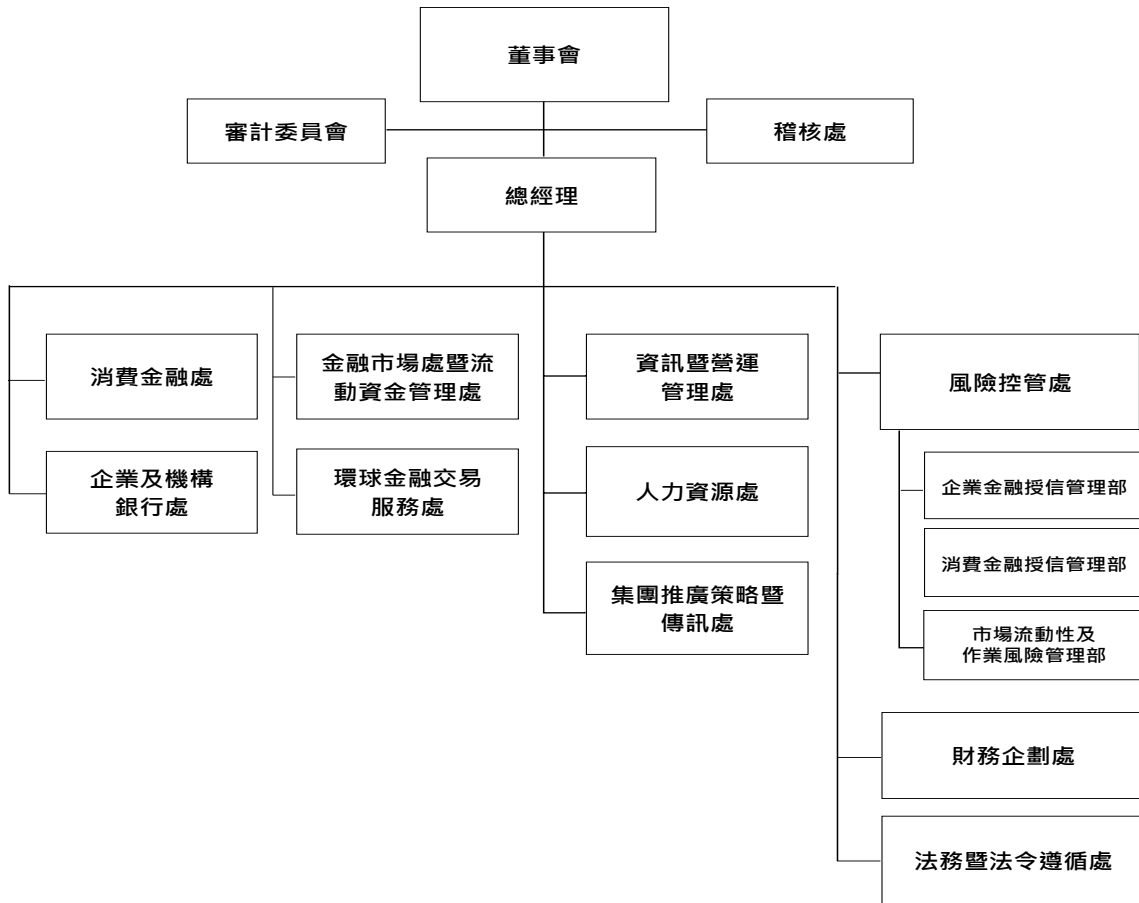 董事會
審計委員會
稽核處
總經理
消費金融處
金融市場處暨流
動資金管理處
資訊暨營運
管理處
風險控管處
企業及機構
銀行處
環球金融交易
服務處
人力資源處
企業金融授信管理部
消費金融授信管理部
集團推廣策略暨
傳訊處
市場流動性及
作業風險管理部
財務企劃處
法務暨法令遵循處